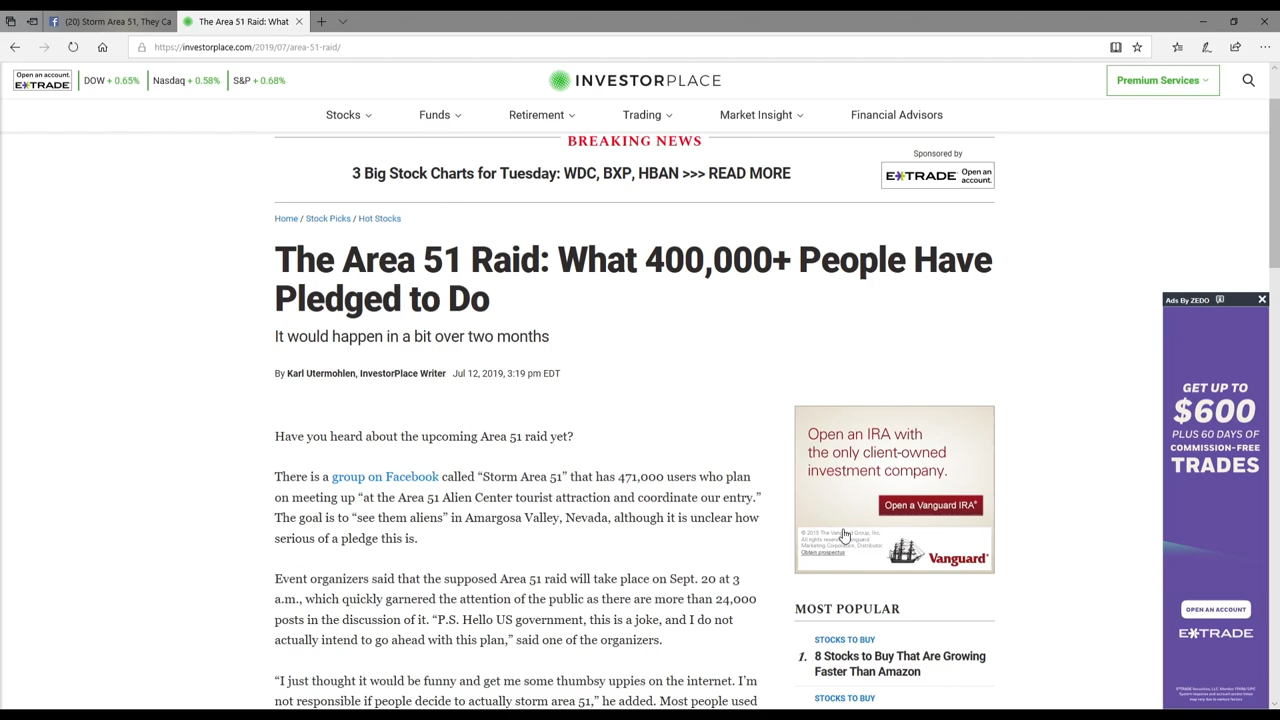 (20) Storm Area 51, They Ca
The Area 51 Raid: What
https://investorplace.com/2019/07/area-51-raid/
Open an account.
E*TRADE
DOW + 0.65%
Nasdaq + 0.58%
S&P + 0.68%
INVESTORPLACE
Premium Services
Stocks
Funds
Retirement
Trading
Market Insight
Financial Advisors
BREAKING NEWS
3 Big Stock Charts for Tuesday: WDC, BXP, HBAN >>> READ MORE
Sponsored by
E*TRADE Open an account.
Home / Stock Picks / Hot Stocks
The Area 51 Raid: What 400,000+ People Have
Pledged to Do
It would happen in a bit over two months
By Karl Utermohlen, InvestorPlace Writer Jul 12, 2019, 3:19 pm EDT
Have you heard about the upcoming Area 51 raid yet?
There is a group on Facebook called “Storm Area 51” that has 471,000 users who plan
on meeting up “at the Area 51 Alien Center tourist attraction and coordinate our entry.”
The goal is to “see them aliens” in Amargosa Valley, Nevada, although it is unclear how
serious of a pledge this is.
Event organizers said that the supposed Area 51 raid will take place on Sept. 20 at 3
a.m., which quickly garnered the attention of the public as there are more than 24,000
posts in the discussion of it. “P.S. Hello US government, this is a joke, and I do not
actually intend to go ahead with this plan,” said one of the organizers.
“I just thought it would be funny and get me some thumbsy uppies on the internet. I’m
not responsible if people decide to
he added. Most people used
Open an IRA with
the only client-owned
investment company.
Open a Vanguard IRA*
© 2015 The Vanguard Group, Inc.
All rights reserved. Vanguard
Marketing Corporation, Distributor.
Obtain prospectus
Vanguard
MOST POPULAR
STOCKS TO BUY
1. 8 Stocks to Buy That Are Growing
Faster Than Amazon
STOCKS TO BUY
Ads By ZEDO
GET UP TO
$600
PLUS 60 DAYS OF
COMMISSION-FREE
TRADES
OPEN AN ACCOUNT
E*TRADE